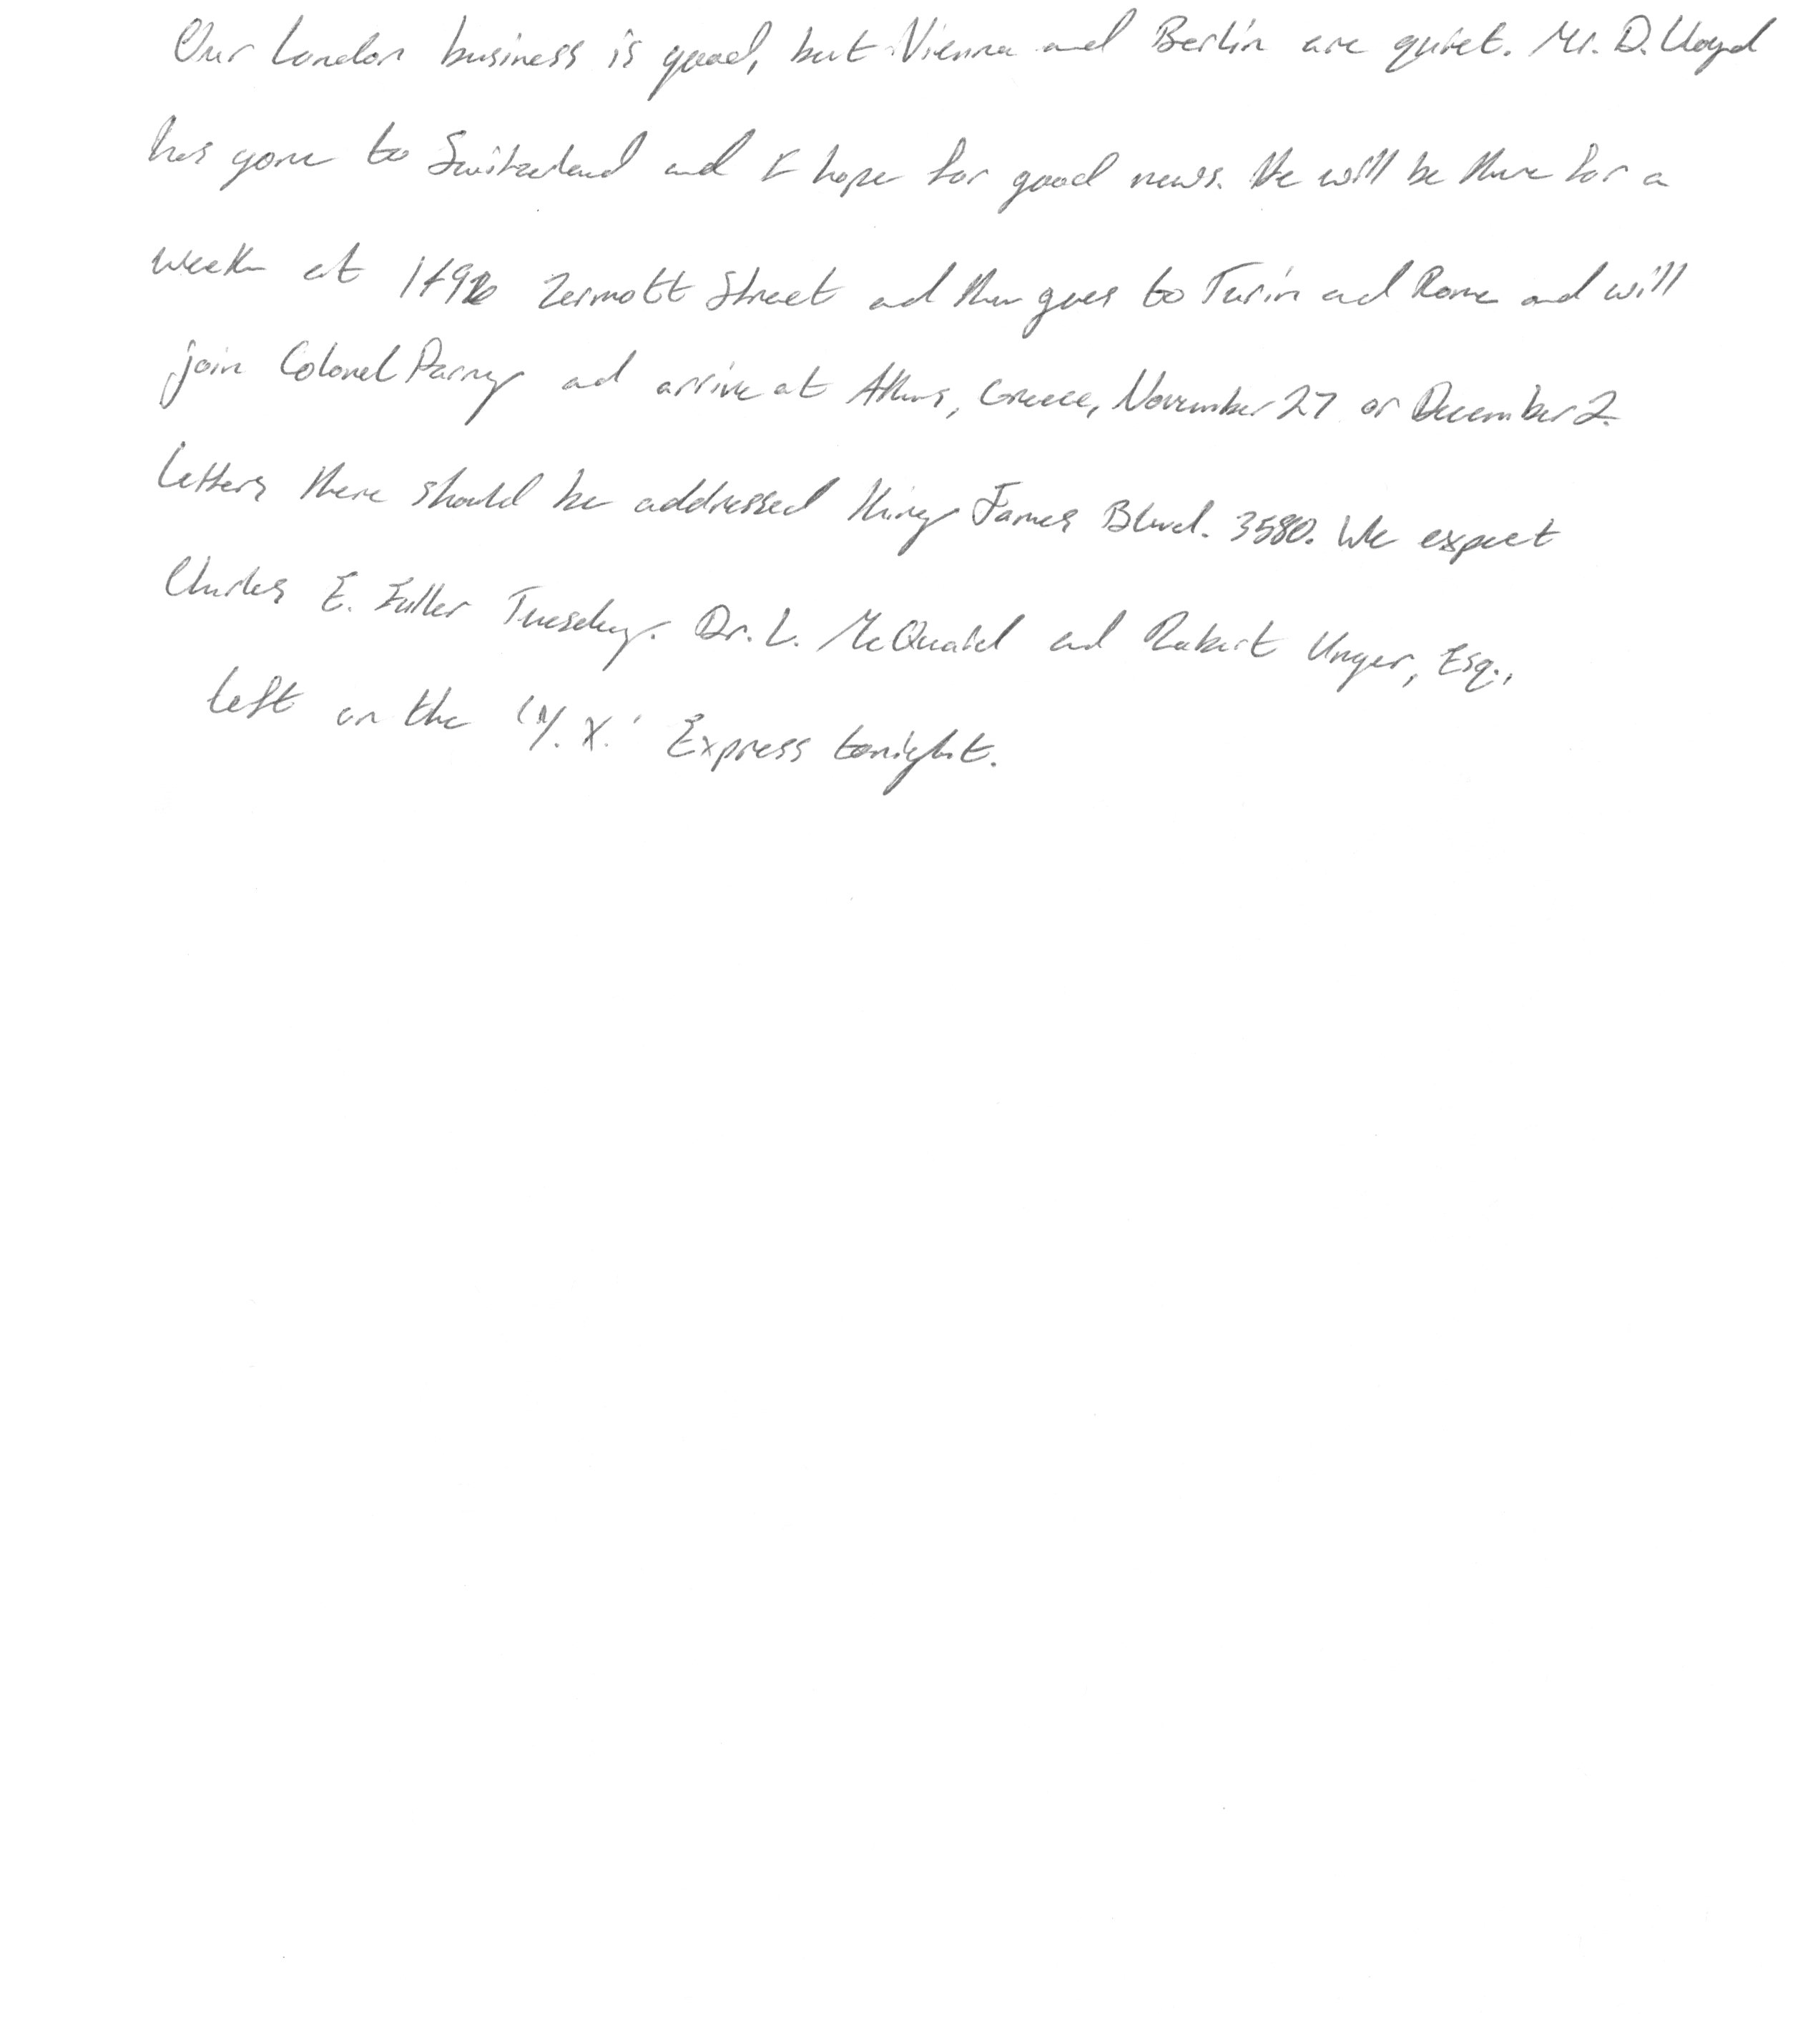 Our London business is good, but Vienna and Berlin are quiet. Mr. D. Lloyd
has gone to Switzerland and I hope for good news. He will be there for a
week at 1496 Zermott Street and then goes to Turin and Rome and will
join Colonel Parry and arrive at Athens, Greece, November 27 or December 2.
Letters there should be addressed King James Blvd. 3580. We expect
Charles E. Fuller Tuesday. Dr. L. McQuaid and Robert Unger, Esq.,
left on the 'Y. X.' Express tonight.